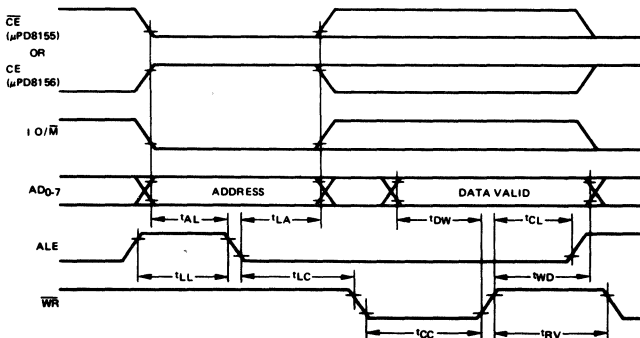 CE
(μPD8155)
OR
CE
(μPD8156)
IO/M
AD0-7
ADDRESS
DATA VALID
tAL
tLA
tDW
tCL
ALE
tLL
tLC
tWD
WR
tCC
tRV